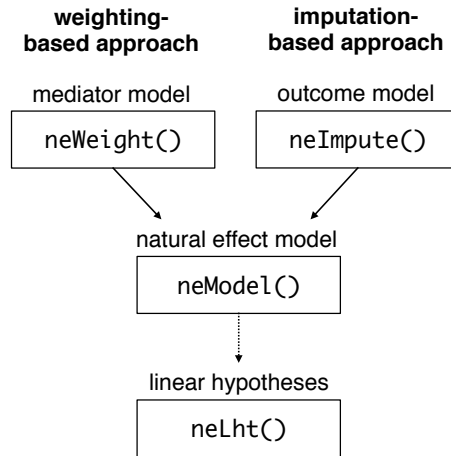 weighting-
based approach
imputation-
based approach
mediator model
outcome model
neWeight()
neImpute()
natural effect model
neModel()
linear hypotheses
neLht()